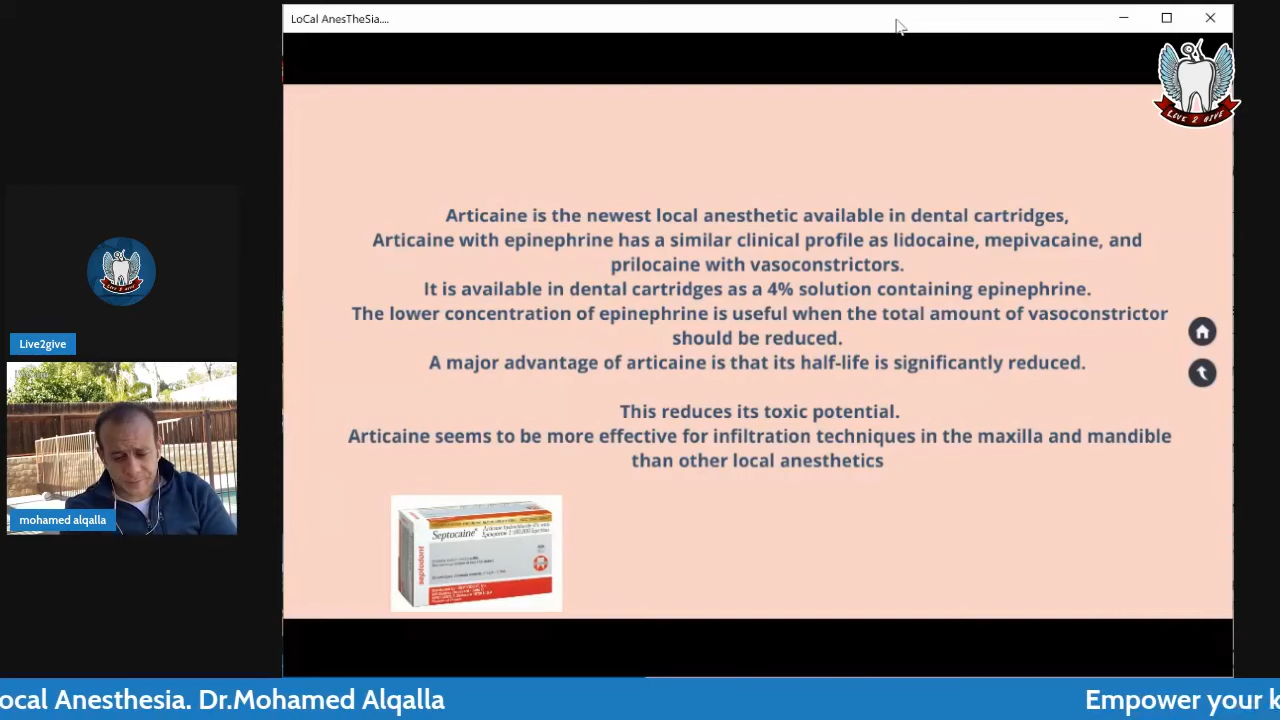 LoCal AnesTheSia....
LOVE 2 GIVE
Articaine is the newest local anesthetic available in dental cartridges,
Articaine with epinephrine has a similar clinical profile as lidocaine, mepivacaine, and
prilocaine with vasoconstrictors.
It is available in dental cartridges as a 4% solution containing epinephrine.
The lower concentration of epinephrine is useful when the total amount of vasoconstrictor
should be reduced.
A major advantage of articaine is that its half-life is significantly reduced.
This reduces its toxic potential.
Articaine seems to be more effective for infiltration techniques in the maxilla and mandible
than other local anesthetics
Septocaine
septodont
Live2give
mohamed alqalla
ocal Anesthesia. Dr.Mohamed Alqalla
Empower your k